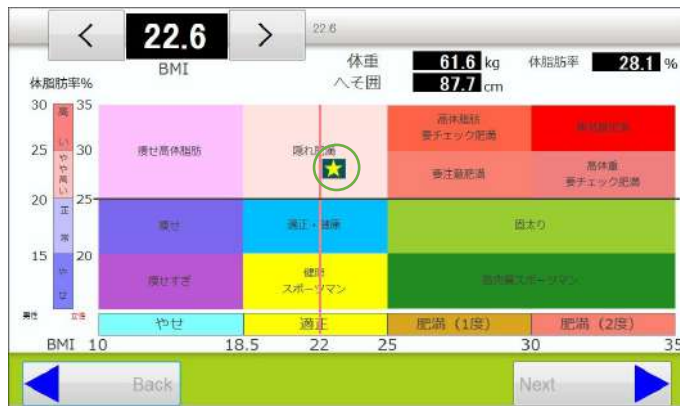 22.6
22.6
BMI
体重 61.6 kg 体脂肪率 28.1 %
へそ囲 87.7 cm
体脂肪率%
30 高い 35
25 やや高い 30
20 正常 25
15 20
男性 女性
痩せ高体脂肪
隠れ肥満
高体脂肪
要チェック肥満
要注意肥満
高体重
要チェック肥満
痩せ
適正・健康
固太り
痩せすぎ
健康
スポーツマン
筋肉質スポーツマン
やせ 適正 肥満（1度） 肥満（2度）
BMI 10 18.5 22 25 30 35
Back Next